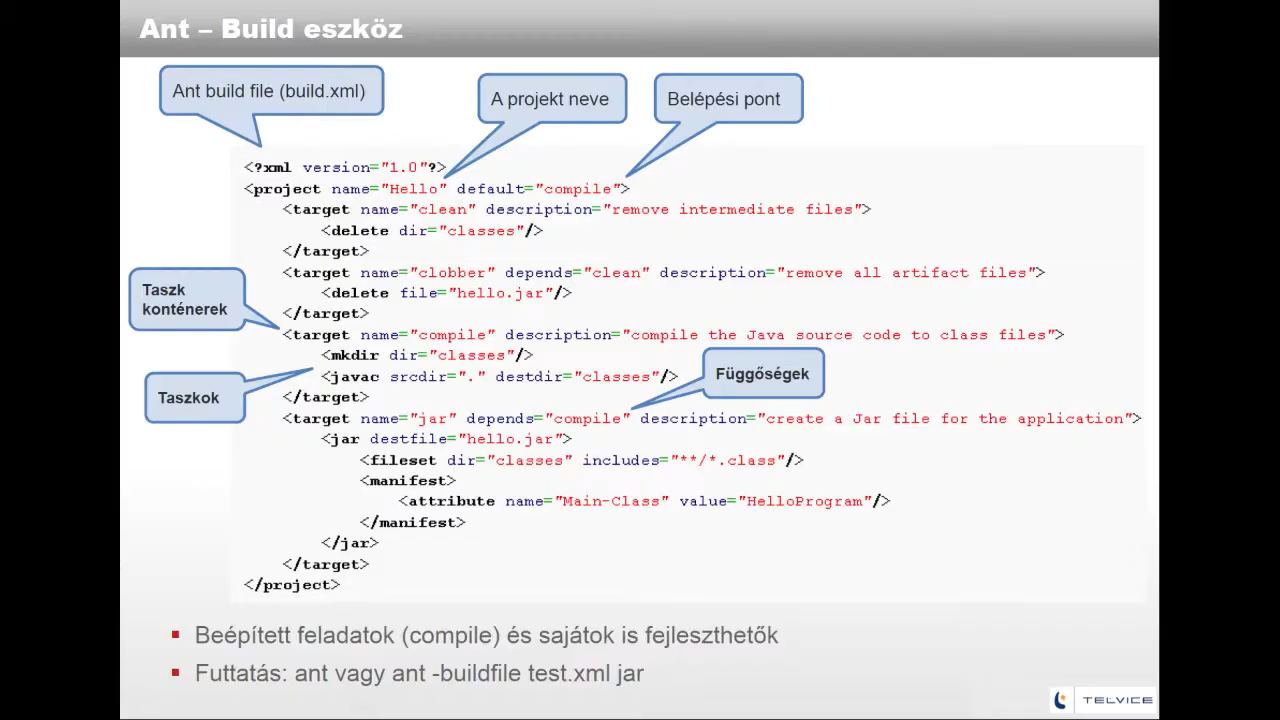 Ant – Build eszköz
Ant build file (build.xml)
A projekt neve
Belépési pont
<?xml version="1.0"?>
<project name="Hello" default="compile">
<target name="clean" description="remove intermediate files">
<delete dir="classes"/>
</target>
<target name="clobber" depends="clean" description="remove all artifact files">
<delete file="hello.jar"/>
</target>
Taszk
konténerek
<target name="compile" description="compile the Java source code to class files">
<mkdir dir="classes"/>
<javac srcdir="." destdir="classes"/>
</target>
Függőségek
Taszkok
<target name="jar" depends="compile" description="create a Jar file for the application">
<jar destfile="hello.jar">
<fileset dir="classes" includes="**/*.class"/>
<manifest>
<attribute name="Main-Class" value="HelloProgram"/>
</manifest>
</jar>
</target>
</project>
Beépített feladatok (compile) és sajátok is fejleszthetők
Futtatás: ant vagy ant -buildfile test.xml jar
TELVICE